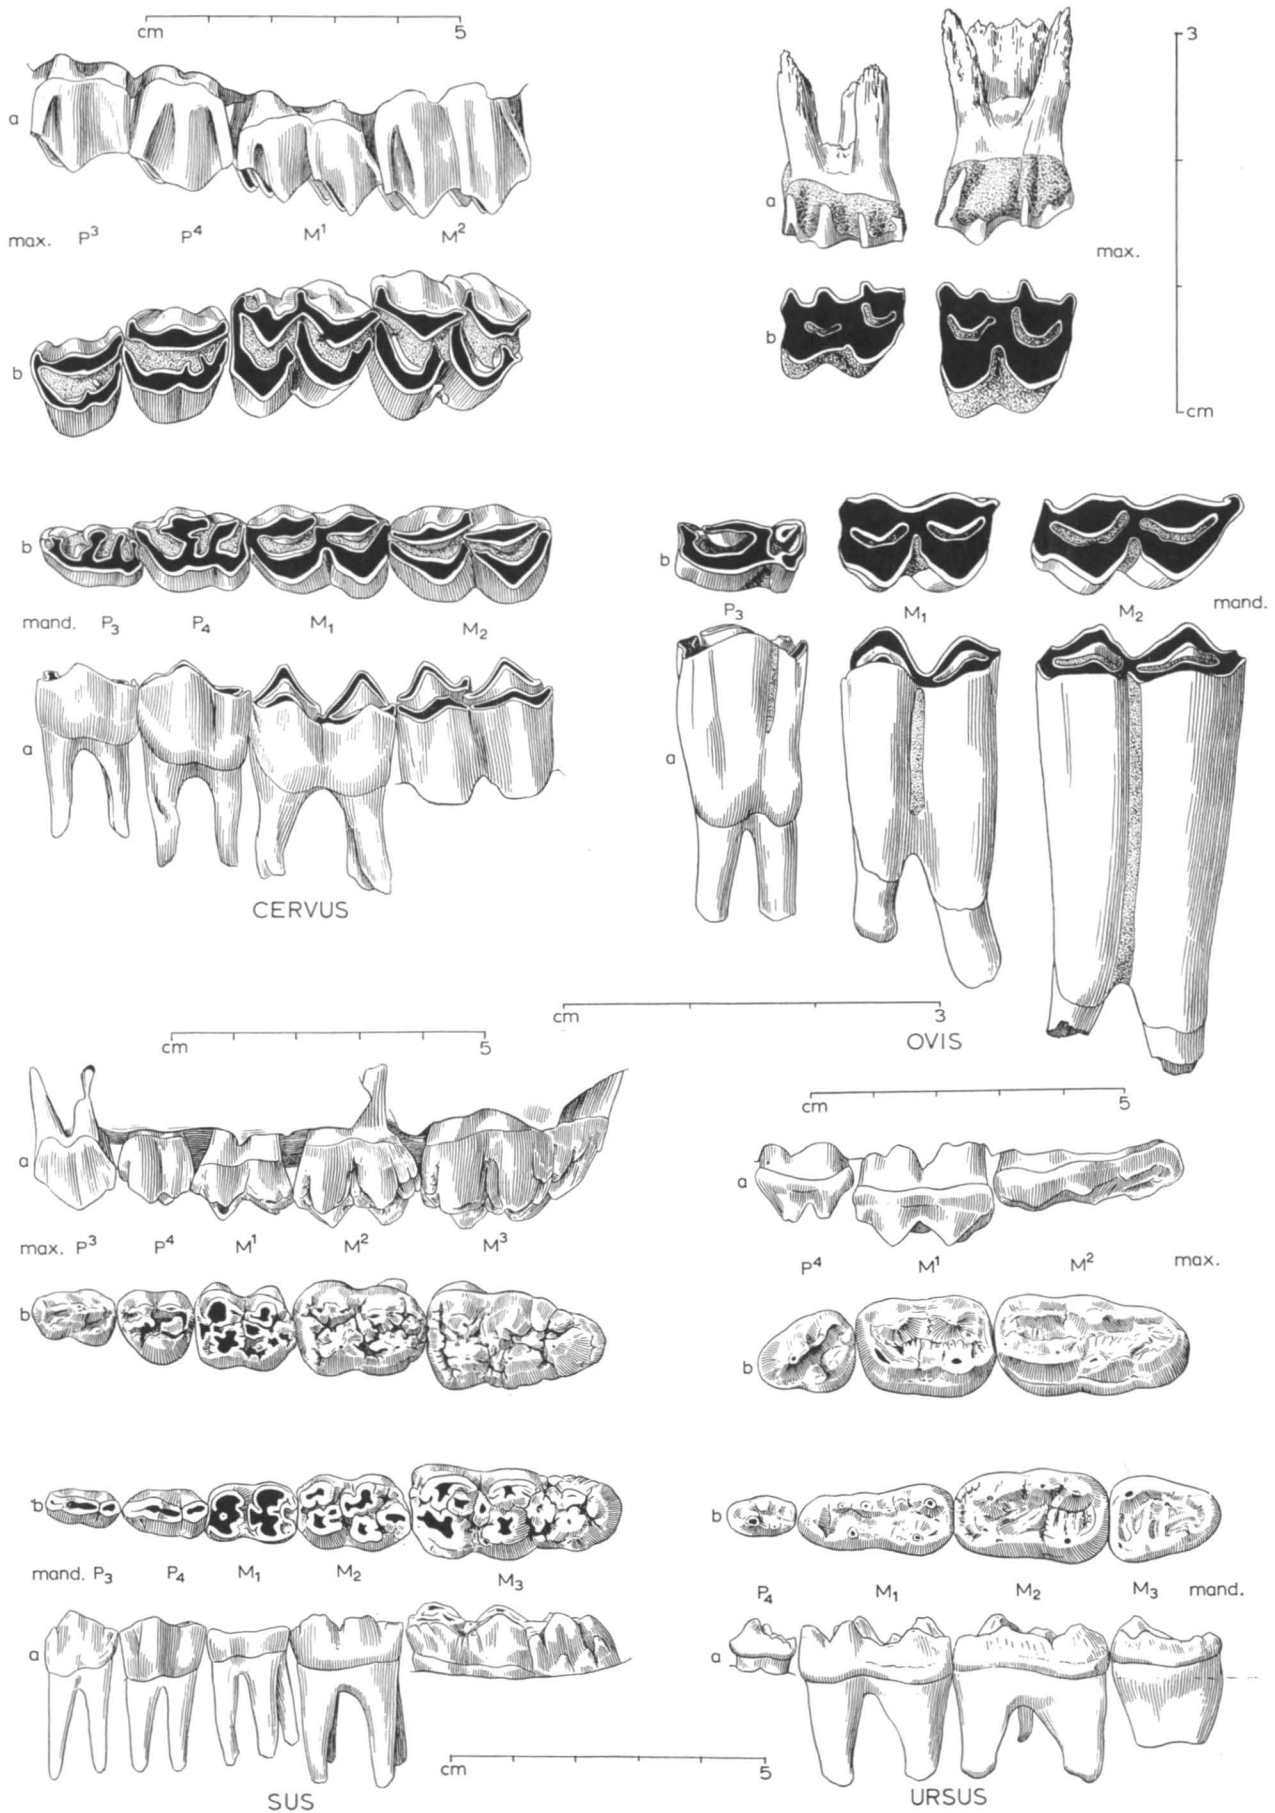 cm 5
a
max. P³ P⁴ M¹ M²
b
b
mand. P₃ P₄ M₁ M₂
a
CERVUS
3
a
max.
b
cm
b
P₃ M₁ M₂ mand.
a
cm 3
OVIS
cm 5
a
max. P³ P⁴ M¹ M² M³
b
b
mand. P₃ P₄ M₁ M₂ M₃
a
cm 5
SUS
cm 5
a
P⁴ M¹ M² max.
b
b
P₄ M₁ M₂ M₃ mand.
a
URSUS